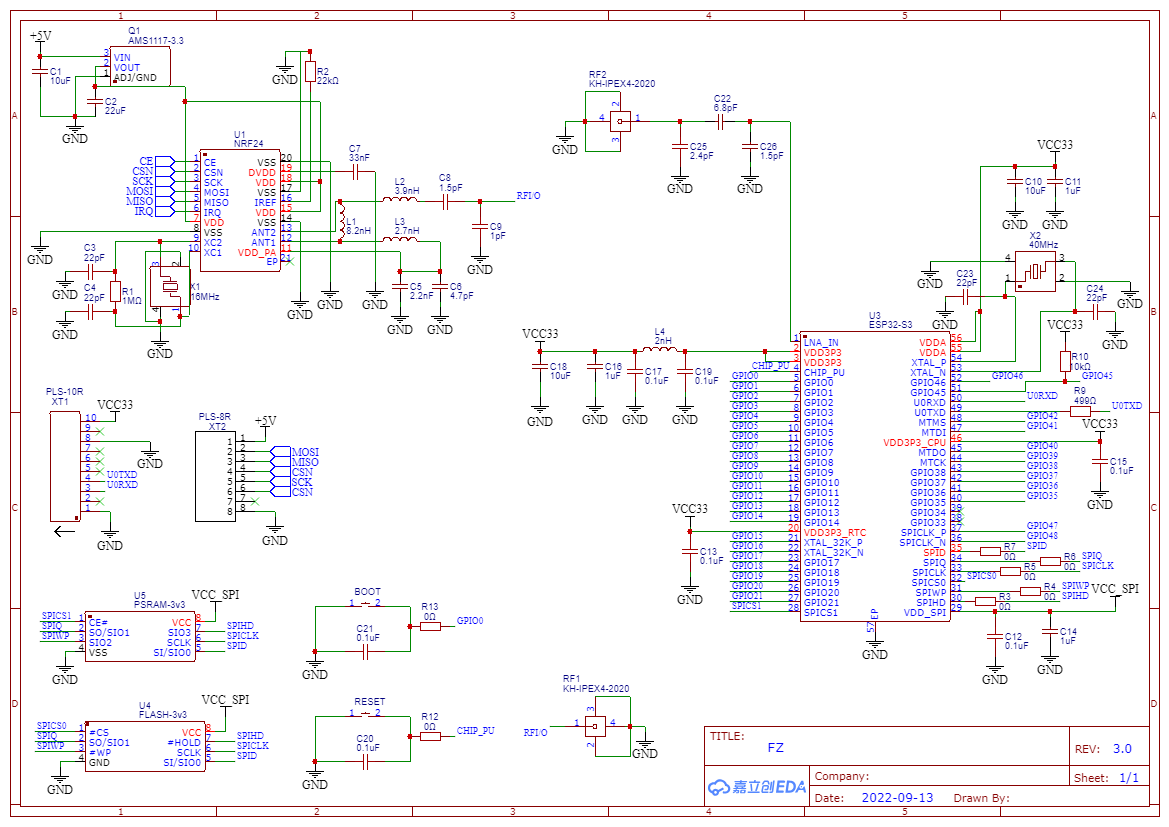 1 2 3 4 5
A
B
C
D
+5V
Q1
AMS1117-3.3
3 VIN
2 VOUT
1 ADJ/GND
C1
10uF
C2
22uF
GND
GND
R2
22kΩ
U1
NRF24
CE 1 CE
CSN 2 CSN
SCK 3 SCK
MOSI 4 MOSI
MISO 5 MISO
IRQ 6 IRQ
7 VDD
8 VSS
9 XC2
10 XC1
VSS 20
DVDD 19
VDD 18
VSS 17
IREF 16
VDD 15
VSS 14
ANT2 13
ANT1 12
VDD_PA 11
EP 21
C7
33nF
L2
3.9nH
C8
1.5pF
RFI/O
L1
8.2nH
L3
2.7nH
C9
1pF
GND
C5
2.2nF
C6
4.7pF
GND
GND
GND
GND
GND
GND
C3
22pF
GND
C4
22pF
GND
R1
1MΩ
X1
16MHz
3 2
4 1
GND
RF2
KH-IPEX4-2020
2
4 1
3
GND
C22
6.8pF
C25
2.4pF
C26
1.5pF
GND
GND
VCC33
C10
10uF
C11
1uF
GND
GND
X2
40MHz
4 3
1 2
GND
C23
22pF
GND
GND
C24
22pF
GND
VCC33
R10
10kΩ
GPIO45
GPIO46
R9
499Ω
U0RXD
U0TXD
VCC33
C18
10uF
C16
1uF
L4
2nH
C17
0.1uF
C19
0.1uF
GND
GND
GND
GND
U3
ESP32-S3
1 LNA_IN
2 VDD3P3
3 VDD3P3
CHIP_PU 4 CHIP_PU
GPIO0 5 GPIO0
GPIO1 6 GPIO1
GPIO2 7 GPIO2
GPIO3 8 GPIO3
GPIO4 9 GPIO4
GPIO5 10 GPIO5
GPIO6 11 GPIO6
GPIO7 12 GPIO7
GPIO8 13 GPIO8
GPIO9 14 GPIO9
GPIO10 15 GPIO10
GPIO11 16 GPIO11
GPIO12 17 GPIO12
GPIO13 18 GPIO13
GPIO14 19 GPIO14
20 VDD3P3_RTC
GPIO15 21 XTAL_32K_P
GPIO16 22 XTAL_32K_N
GPIO17 23 GPIO17
GPIO18 24 GPIO18
GPIO19 25 GPIO19
GPIO20 26 GPIO20
GPIO21 27 GPIO21
SPICS1 28 SPICS1
VDDA 56
VDDA 55
XTAL_P 54
XTAL_N 53
GPIO46 52
GPIO45 51
U0RXD 50
U0TXD 49
MTMS 48 GPIO42
MTDI 47 GPIO41
VDD3P3_CPU 46
MTDO 45 GPIO40
MTCK 44 GPIO39
GPIO38 43 GPIO38
GPIO37 42 GPIO37
GPIO36 41 GPIO36
GPIO35 40 GPIO35
GPIO34 39
GPIO33 38
SPICLK_P 37 GPIO47
SPICLK_N 36 GPIO48
SPID 35
SPIQ 34
SPICLK 33
SPICS0 32 SPICS0
SPIWP 31
SPIHD 30
VDD_SPI 29
57 EP
GND
VCC33
C15
0.1uF
GND
VCC33
C13
0.1uF
GND
R7
0Ω
SPID
R6
0Ω
SPIQ
R5
0Ω
SPICLK
R4
0Ω
SPIWP
R3
0Ω
SPIHD
VCC_SPI
C12
0.1uF
C14
1uF
GND
GND
PLS-10R
XT1
VCC33
10
9
8
7
6
5
4 U0TXD
3 U0RXD
2
1
GND
GND
PLS-8R
XT2
+5V
1 1
2 2 MOSI
3 3 MISO
4 4 CSN
5 5 SCK
6 6 CSN
7 7
8 8
GND
U5
PSRAM-3v3
VCC_SPI
SPICS1 1 CE#
SPIQ 2 SO/SIO1
SPIWP 3 SIO2
4 VSS
VCC 8
SIO3 7 SPIHD
SCLK 6 SPICLK
SI/SIO0 5 SPID
GND
BOOT
1 2
C21
0.1uF
R13
0Ω
GPIO0
GND
U4
FLASH-3v3
VCC_SPI
SPICS0 1 #CS
SPIQ 2 SO/SIO1
SPIWP 3 #WP
4 GND
VCC 8
#HOLD 7 SPIHD
SCLK 6 SPICLK
SI/SIO0 5 SPID
GND
RESET
1 2
C20
0.1uF
R12
0Ω
CHIP_PU
GND
RF1
KH-IPEX4-2020
RFI/O
3
1 4
2
GND
TITLE:
FZ
REV: 3.0
嘉立创EDA
Company:
Sheet: 1/1
Date: 2022-09-13 Drawn By:
1 2 3 4 5
A
B
C
D